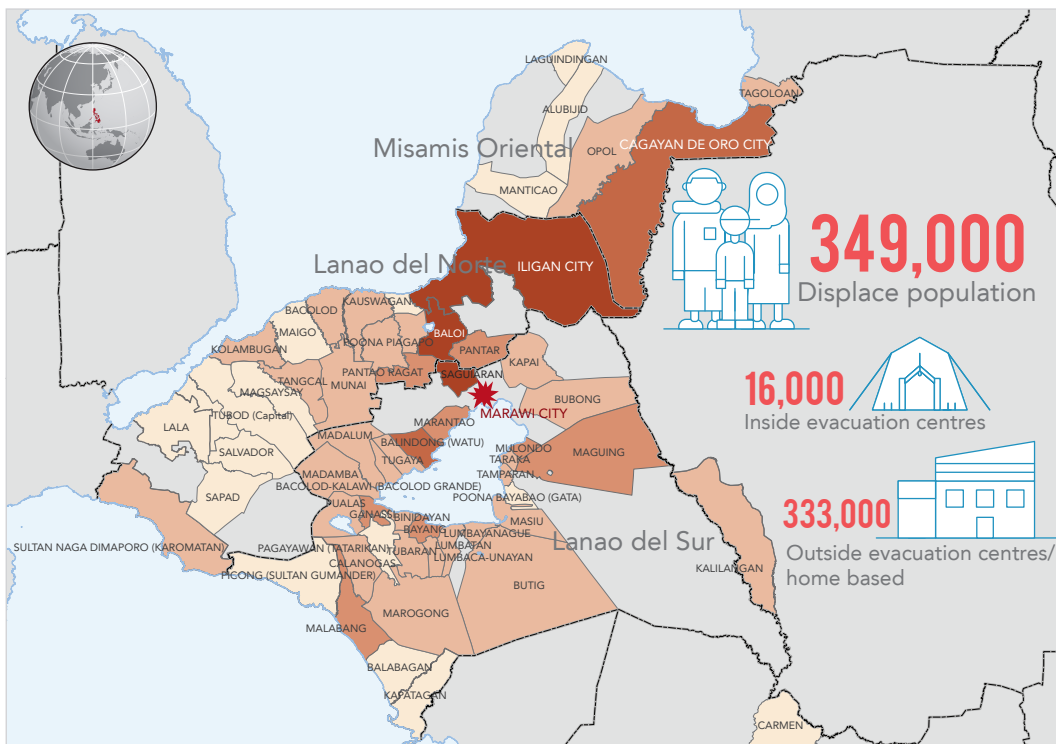 LAGUINDINGAN
TAGOLOAN
ALUBIJID
CAGAYAN DE ORO CITY
Misamis Oriental
OPOL
MANTICAO
349,000
Displace population
Lanao del Norte
ILIGAN CITY
KAUSWAGAN
BACOLOD
MAIGO
BALOI
POONA PIAGAPO
KOLAMBUGAN
PANTAR
KAPAI
PANTAO RAGAT
SAGUIARAN
TANGCAL
MUNAI
MAGSAYSAY
16,000
Inside evacuation centres
BUBONG
MARAWI CITY
TUBOD (Capital)
MARANTAO
LALA
MADALUM
BALINDONG (WATU)
MULONDO
MAGUING
SALVADOR
TUGAYA
TARAKA
MADAMBA
TAMPARAN
BACOLOD-KALAWI (BACOLOD GRANDE)
SAPAD
POONA BAYABAO (GATA)
UALAS
GANASSI
BINIDAYAN
333,000
Outside evacuation centres/
home based
MASIU
BAYANG
LUMBAYANAGUE
Lanao del Sur
SULTAN NAGA DIMAPORO (KAROMATAN)
PAGAYAWAN (TATARIKAN)
TUBARAN
LUMBATAN
LUMBACA-UNAYAN
CALANOGAS
KALILANGAN
PICONG (SULTAN GUMANDER)
BUTIG
MAROGONG
MALABANG
BALABAGAN
KAPATAGAN
CARMEN